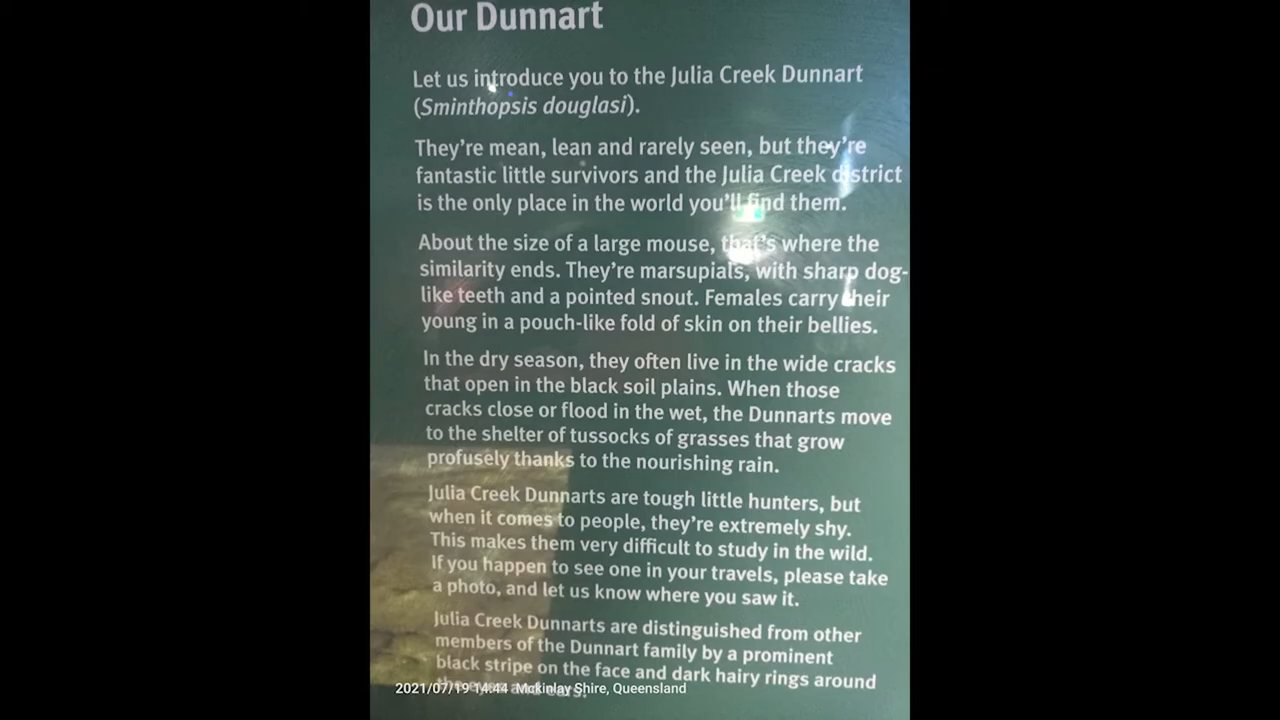 Our Dunnart
Let us introduce you to the Julia Creek Dunnart
(Sminthopsis douglasi).
They're mean, lean and rarely seen, but they're
fantastic little survivors and the Julia Creek district
is the only place in the world you'll find them.
About the size of a large mouse, that's where the
similarity ends. They're marsupials, with sharp dog-
like teeth and a pointed snout. Females carry their
young in a pouch-like fold of skin on their bellies.
In the dry season, they often live in the wide cracks
that open in the black soil plains. When those
cracks close or flood in the wet, the Dunnarts move
to the shelter of tussocks of grasses that grow
profusely thanks to the nourishing rain.
Julia Creek Dunnarts are tough little hunters, but
when it comes to people, they're extremely shy.
This makes them very difficult to study in the wild.
If you happen to see one in your travels, please take
a photo, and let us know where you saw it.
Julia Creek Dunnarts are distinguished from other
members of the Dunnart family by a prominent
black stripe on the face and dark hairy rings around
the eyes and ears.
2021/07/19 14:44 Mckinlay Shire, Queensland